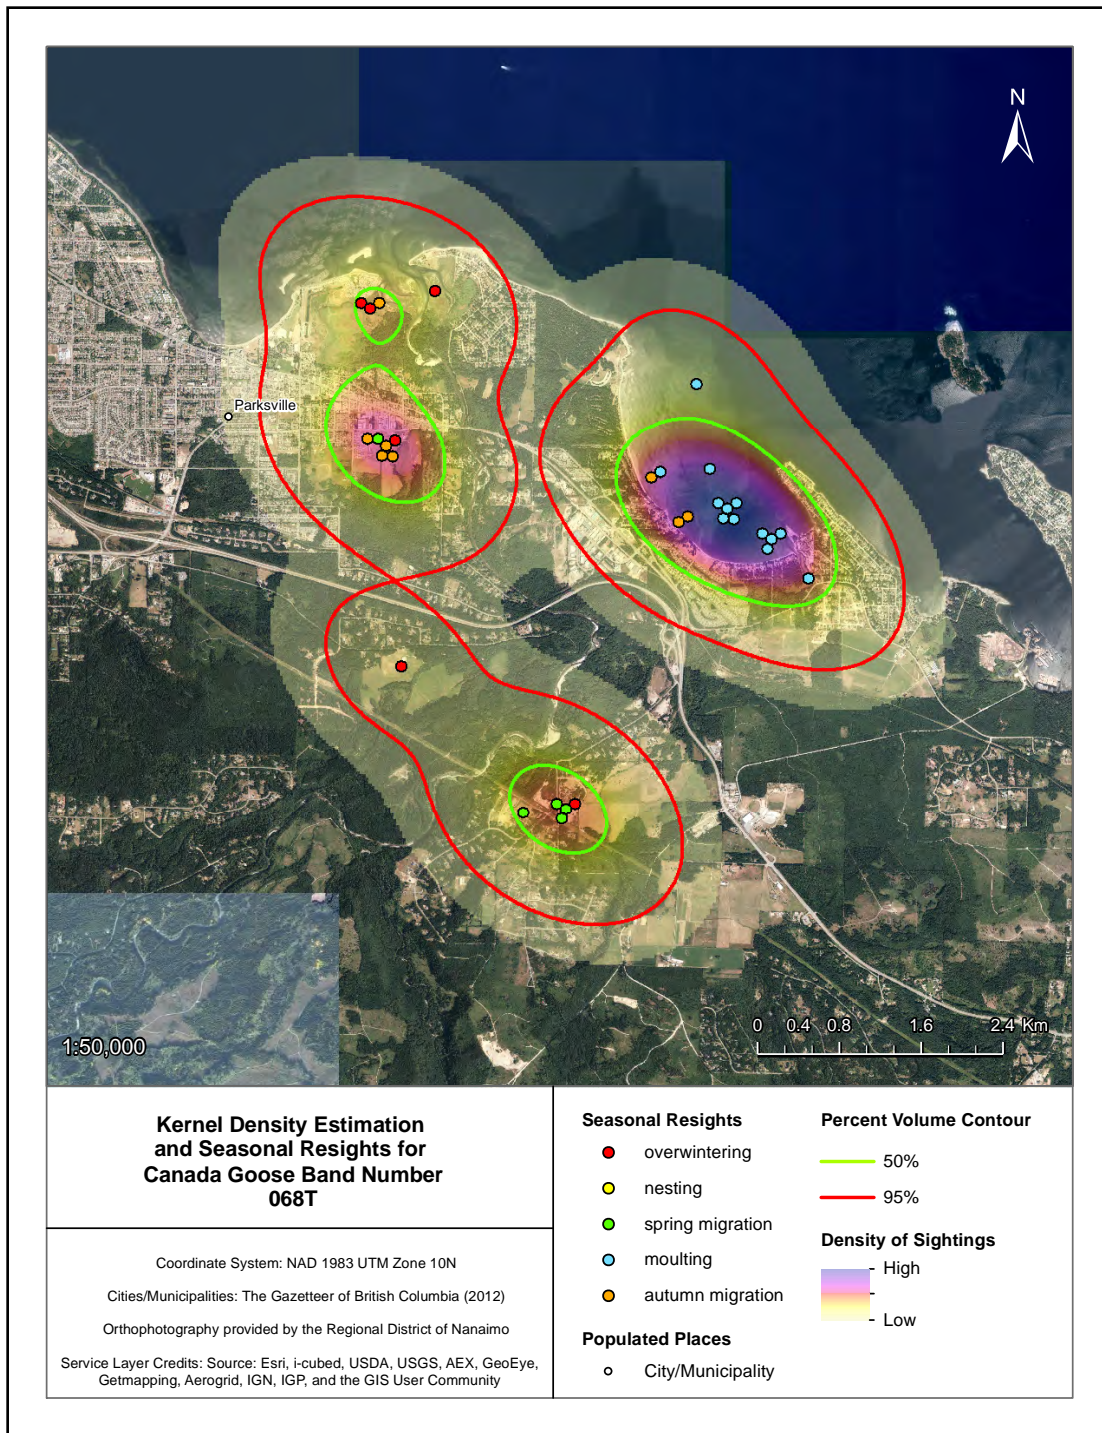 N
Parksville
0 0.4 0.8 1.6 2.4 Km
1:50,000
Kernel Density Estimation
and Seasonal Resights for
Canada Goose Band Number
068T
Coordinate System: NAD 1983 UTM Zone 10N
Cities/Municipalities: The Gazetteer of British Columbia (2012)
Orthophotography provided by the Regional District of Nanaimo
Service Layer Credits: Source: Esri, i-cubed, USDA, USGS, AEX, GeoEye,
Getmapping, Aerogrid, IGN, IGP, and the GIS User Community
Seasonal Resights
overwintering
nesting
spring migration
moulting
autumn migration
Populated Places
City/Municipality
Percent Volume Contour
50%
95%
Density of Sightings
High
Low